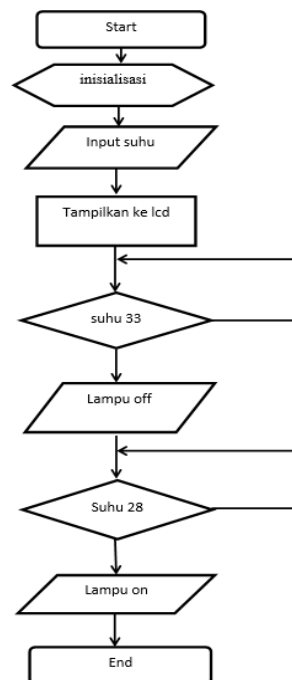 Start
inisialisasi
Input suhu
Tampilkan ke lcd
suhu 33
Lampu off
Suhu 28
Lampu on
End